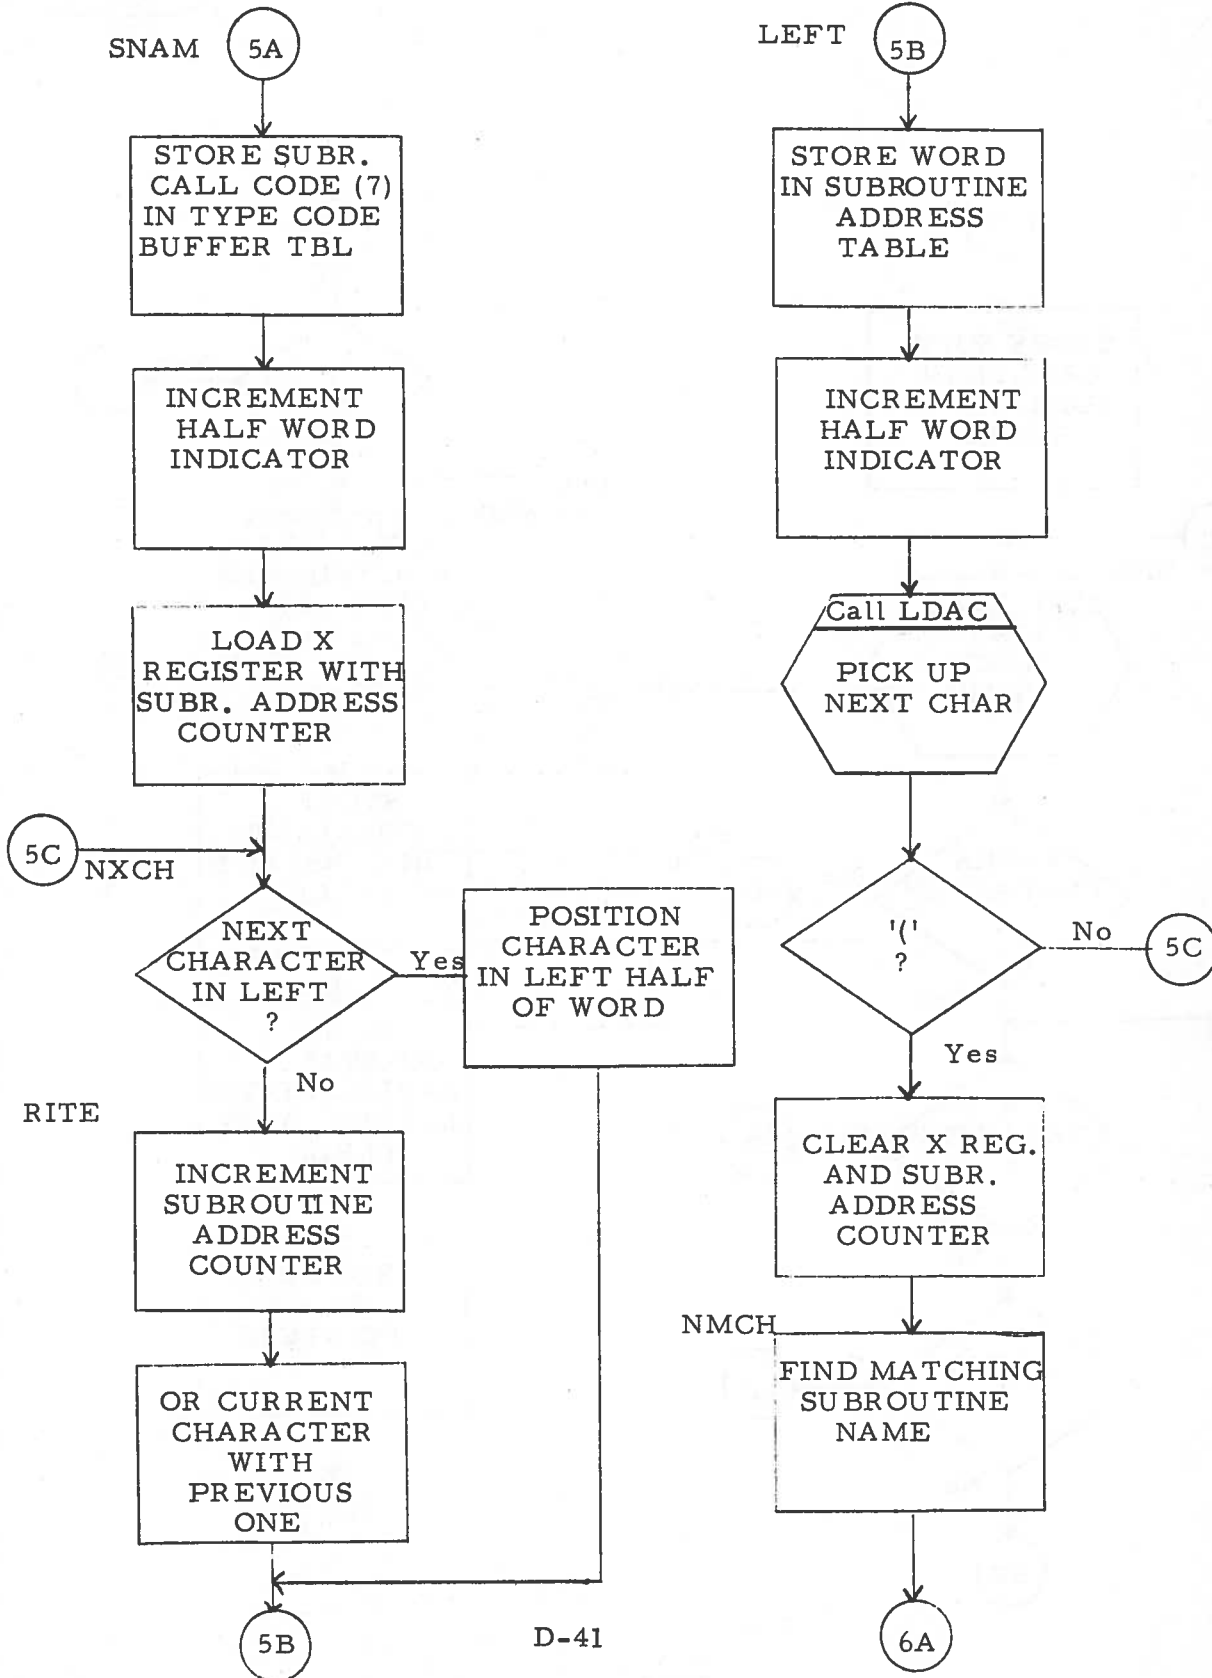 SNAM
5A
STORE SUBR.
CALL CODE (7)
IN TYPE CODE
BUFFER TBL
INCREMENT
HALF WORD
INDICATOR
LOAD X
REGISTER WITH
SUBR. ADDRESS
COUNTER
5C
NXCH
NEXT
CHARACTER
IN LEFT
?
Yes
POSITION
CHARACTER
IN LEFT HALF
OF WORD
No
RITE
INCREMENT
SUBROUTINE
ADDRESS
COUNTER
OR CURRENT
CHARACTER
WITH
PREVIOUS
ONE
5B
LEFT
5B
STORE WORD
IN SUBROUTINE
ADDRESS
TABLE
INCREMENT
HALF WORD
INDICATOR
Call LDAC
PICK UP
NEXT CHAR
'('
?
No
5C
Yes
CLEAR X REG.
AND SUBR.
ADDRESS
COUNTER
NMCH
FIND MATCHING
SUBROUTINE
NAME
6A
D-41